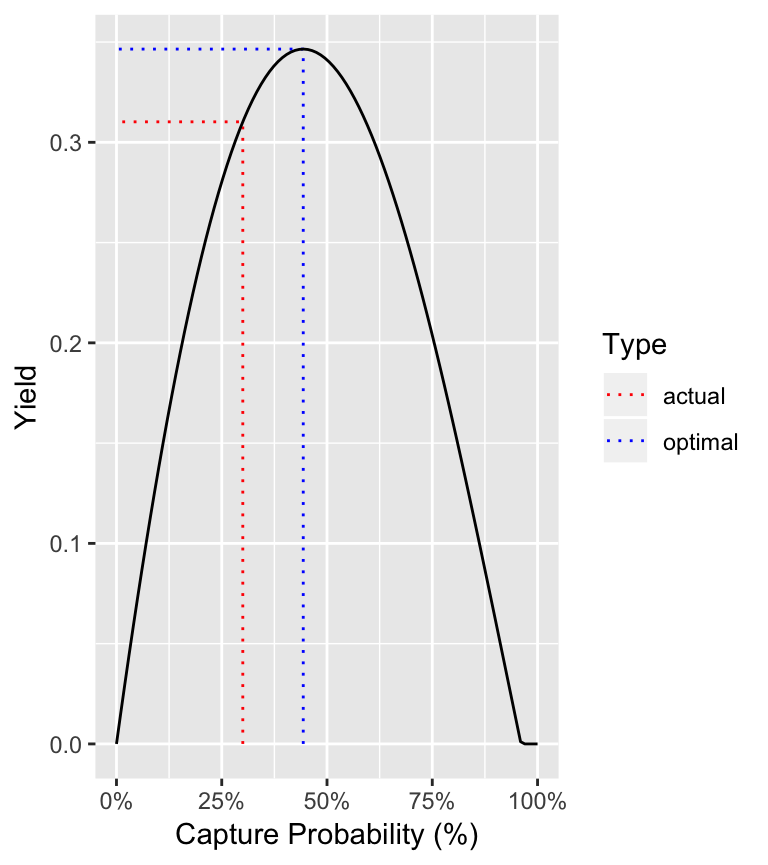 Yield
0.3
0.2
0.1
0.0
0% 25% 50% 75% 100%
Capture Probability (%)
Type
actual
optimal